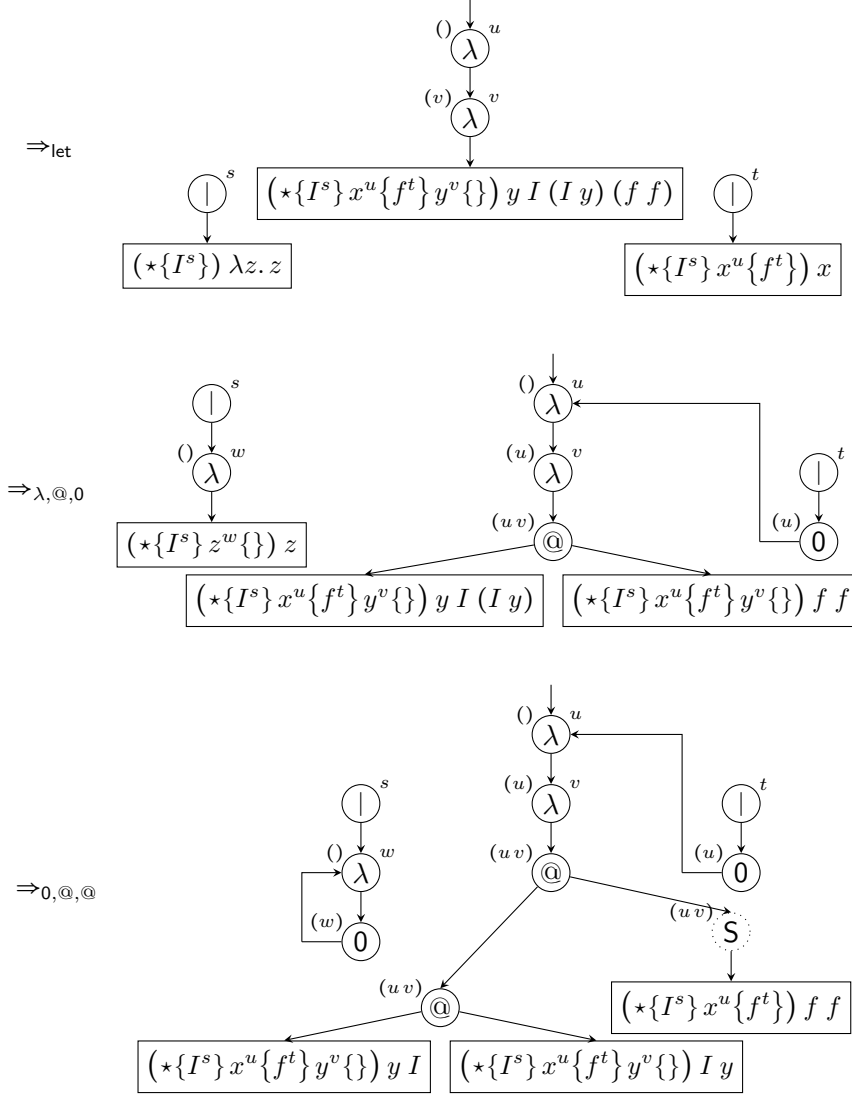 () λ u
(v) λ v
⇒let
| s
(⋆{I^s} x^u{f^t} y^v{}) y I (I y) (f f)
| t
(⋆{I^s}) λz. z
(⋆{I^s} x^u{f^t}) x
| s
() λ u
() λ w
(u) λ v
| t
⇒λ,@,0
(u v) @
(u) 0
(⋆{I^s} z^w{}) z
(⋆{I^s} x^u{f^t} y^v{}) y I (I y)
(⋆{I^s} x^u{f^t} y^v{}) f f
() λ u
| s
(u) λ v
| t
() λ w
(u v) @
(u) 0
⇒0,@,@
(w) 0
(u v) S
(u v) @
(⋆{I^s} x^u{f^t}) f f
(⋆{I^s} x^u{f^t} y^v{}) y I
(⋆{I^s} x^u{f^t} y^v{}) I y